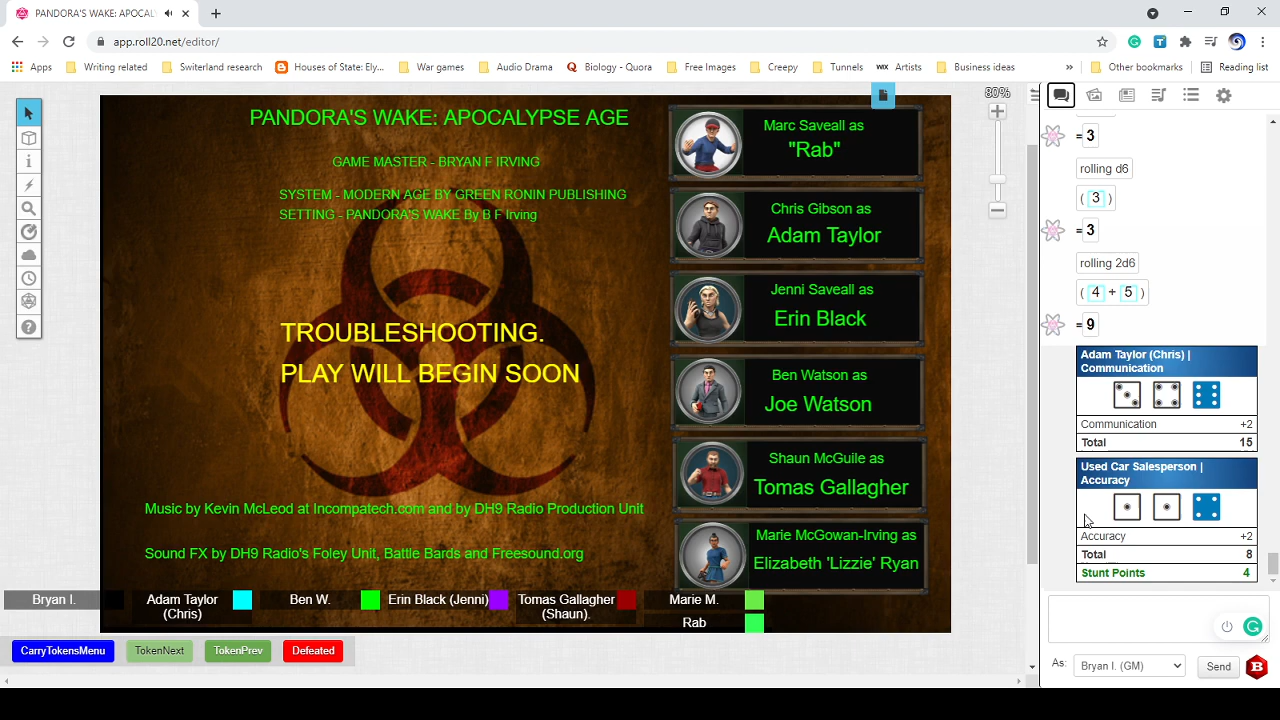 PANDORA'S WAKE: APOCAL
app.roll20.net/editor/
Apps
Writing related
Switerland research
Houses of State: Ely...
War games
Audio Drama
Biology - Quora
Free Images
Creepy
Tunnels
WIX Artists
Business ideas
»
Other bookmarks
Reading list
80%
PANDORA'S WAKE: APOCALYPSE AGE
GAME MASTER - BRYAN F IRVING
SYSTEM - MODERN AGE BY GREEN RONIN PUBLISHING
SETTING - PANDORA'S WAKE By B F Irving
TROUBLESHOOTING.
PLAY WILL BEGIN SOON
Music by Kevin McLeod at Incompatech.com and by DH9 Radio Production Unit
Sound FX by DH9 Radio's Foley Unit, Battle Bards and Freesound.org
Marc Saveall as
"Rab"
Chris Gibson as
Adam Taylor
Jenni Saveall as
Erin Black
Ben Watson as
Joe Watson
Shaun McGuile as
Tomas Gallagher
Marie McGowan-Irving as
Elizabeth 'Lizzie' Ryan
Bryan I.
Adam Taylor
(Chris)
Ben W.
Erin Black (Jenni)
Tomas Gallagher
(Shaun).
Marie M.
Rab
CarryTokensMenu
TokenNext
TokenPrev
Defeated
=3
rolling d6
(3)
=3
rolling 2d6
(4+5)
=9
Adam Taylor (Chris) |
Communication
Communication +2
Total 15
Used Car Salesperson |
Accuracy
Accuracy +2
Total 8
Stunt Points 4
As: Bryan I. (GM)
Send
B